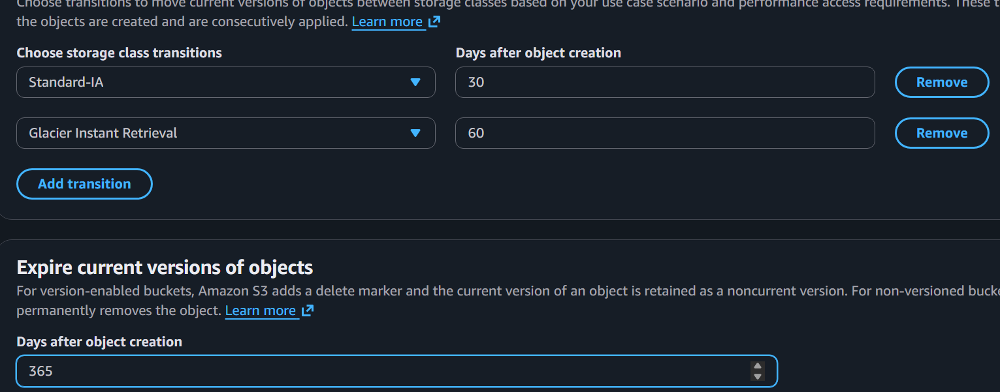 Choose transitions to move current versions of objects between storage classes based on your use case scenario and performance access requirements. These t
the objects are created and are consecutively applied. Learn more
Choose storage class transitions
Days after object creation
Standard-IA
30
Remove
Glacier Instant Retrieval
60
Remove
Add transition
Expire current versions of objects
For version-enabled buckets, Amazon S3 adds a delete marker and the current version of an object is retained as a noncurrent version. For non-versioned bucke
permanently removes the object. Learn more
Days after object creation
365